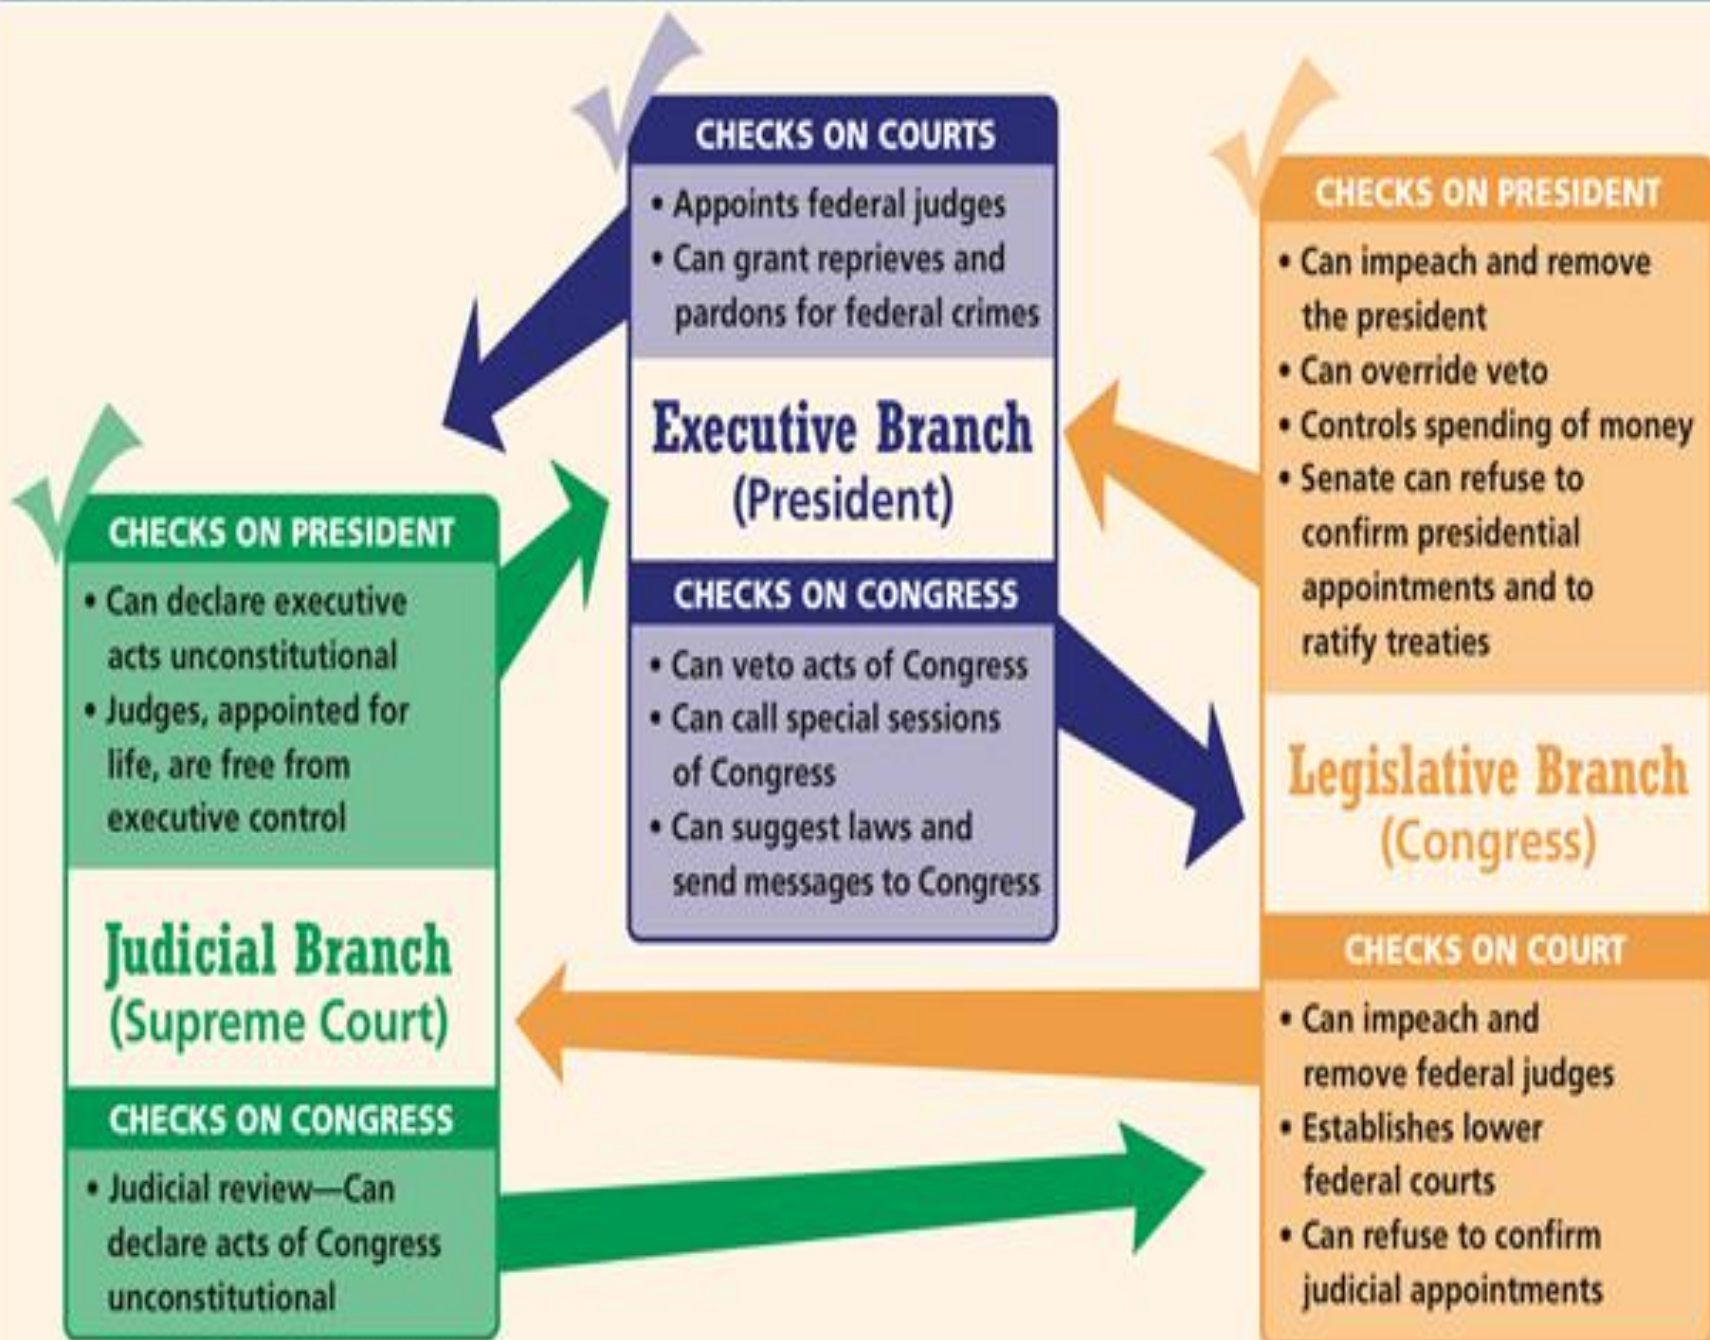 CHECKS ON COURTS
• Appoints federal judges
• Can grant reprieves and
pardons for federal crimes
Executive Branch
(President)
CHECKS ON CONGRESS
• Can veto acts of Congress
• Can call special sessions
of Congress
• Can suggest laws and
send messages to Congress
CHECKS ON PRESIDENT
• Can impeach and remove
the president
• Can override veto
• Controls spending of money
• Senate can refuse to
confirm presidential
appointments and to
ratify treaties
Legislative Branch
(Congress)
CHECKS ON COURT
• Can impeach and
remove federal judges
• Establishes lower
federal courts
• Can refuse to confirm
judicial appointments
CHECKS ON PRESIDENT
• Can declare executive
acts unconstitutional
• Judges, appointed for
life, are free from
executive control
Judicial Branch
(Supreme Court)
CHECKS ON CONGRESS
• Judicial review—Can
declare acts of Congress
unconstitutional